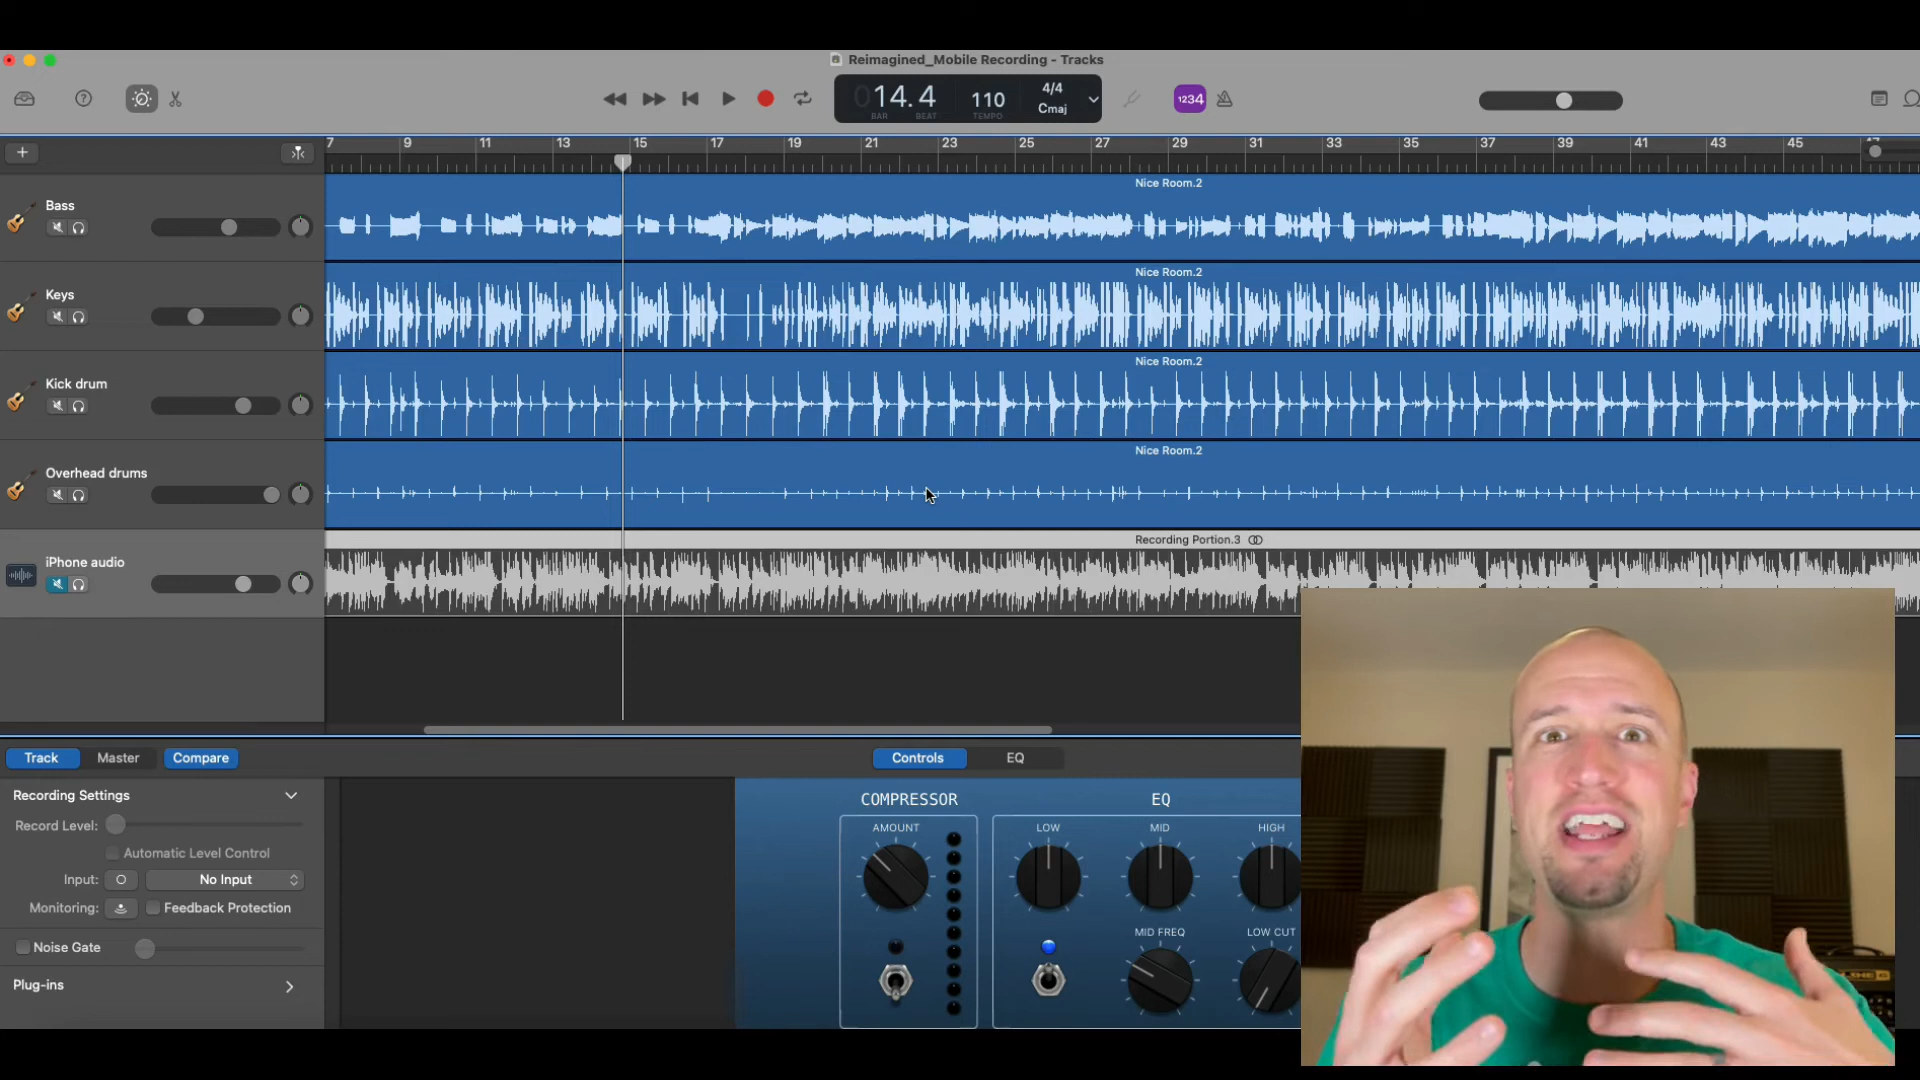 Reimagined_Mobile Recording - Tracks
014.4
BAR
BEAT
110
TEMPO
4/4
Cmaj
1234
7 9 11 13 15 17 19 21 23 25 27 29 31 33 35 37 39 41 43 45
Bass
Nice Room.2
Keys
Nice Room.2
Kick drum
Nice Room.2
Overhead drums
Nice Room.2
iPhone audio
Recording Portion.3
Track
Master
Compare
Controls
EQ
Recording Settings
Record Level:
Automatic Level Control
Input:
No Input
Monitoring:
Feedback Protection
Noise Gate
Plug-ins
COMPRESSOR
EQ
AMOUNT
LOW
MID
HIGH
MID FREQ
LOW CUT